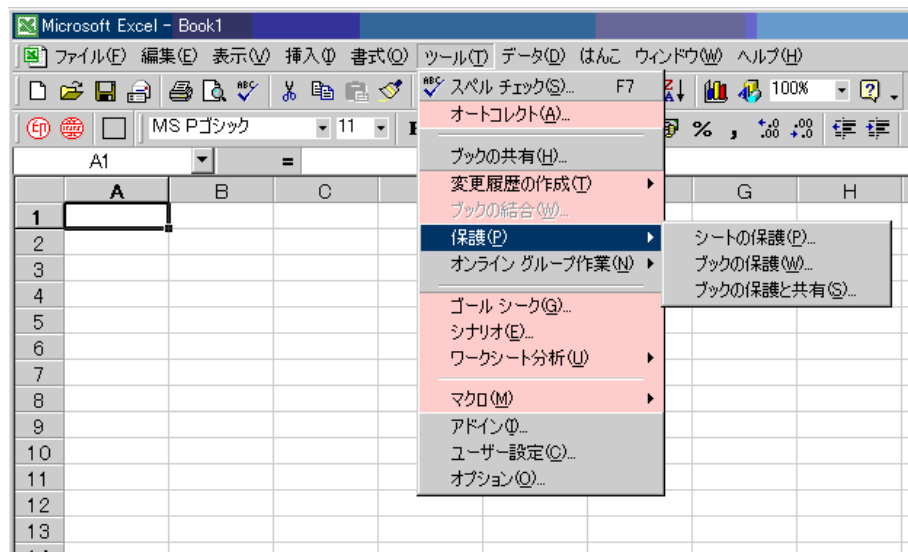 Microsoft Excel - Book1
ファイル(F) 編集(E) 表示(V) 挿入(I) 書式(O) ツール(T) データ(D) はんこ ウィンドウ(W) ヘルプ(H)
100%
MS Pゴシック 11 % ,
A1 =
スペル チェック(S)... F7
オートコレクト(A)...
ブックの共有(H)...
変更履歴の作成(T)
ブックの結合(W)...
保護(P)
オンライン グループ作業(N)
ゴール シーク(G)...
シナリオ(E)...
ワークシート分析(U)
マクロ(M)
アドイン(I)...
ユーザー設定(C)...
オプション(O)...
シートの保護(P)...
ブックの保護(W)...
ブックの保護と共有(S)...
A B C G H
1
2
3
4
5
6
7
8
9
10
11
12
13